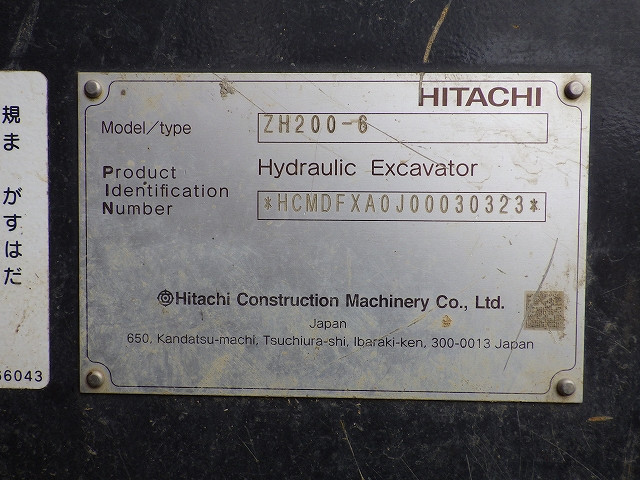 HITACHI
Model/type ZH200-6
Hydraulic Excavator
Product
Identification
Number
*HCMDFXA0J00030323*
Hitachi Construction Machinery Co., Ltd.
Japan
650, Kandatsu-machi, Tsuchiura-shi, Ibaraki-ken, 300-0013 Japan
規ま
がすはだ
66043